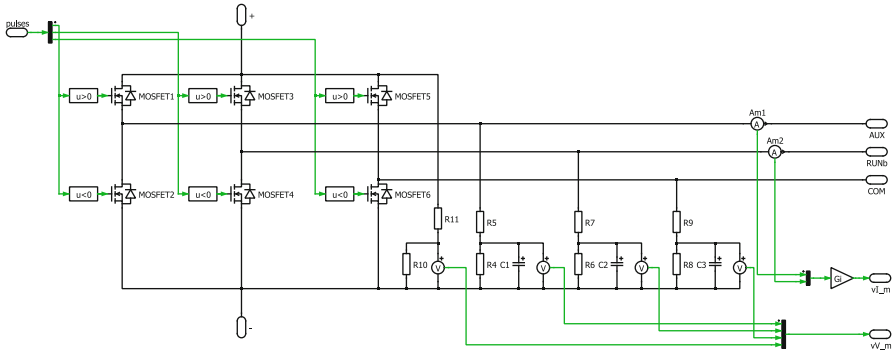 pulses
+
u>0
MOSFET1
u>0
MOSFET3
u>0
MOSFET5
Am1
A
AUX
Am2
A
RUNb
COM
u<0
MOSFET2
u<0
MOSFET4
u<0
MOSFET6
R11
R5
R7
R9
R10
V
R4
C1
V
R6
C2
V
R8
C3
V
Gi
vI_m
-
vV_m